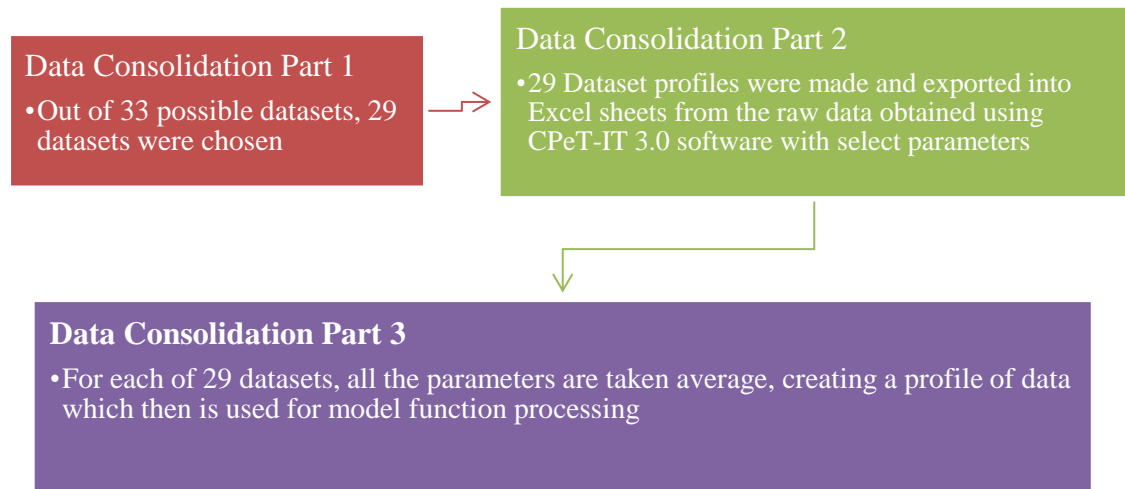 Data Consolidation Part 1
•Out of 33 possible datasets, 29
datasets were chosen
Data Consolidation Part 2
•29 Dataset profiles were made and exported into
Excel sheets from the raw data obtained using
CPeT-IT 3.0 software with select parameters
Data Consolidation Part 3
•For each of 29 datasets, all the parameters are taken average, creating a profile of data
which then is used for model function processing